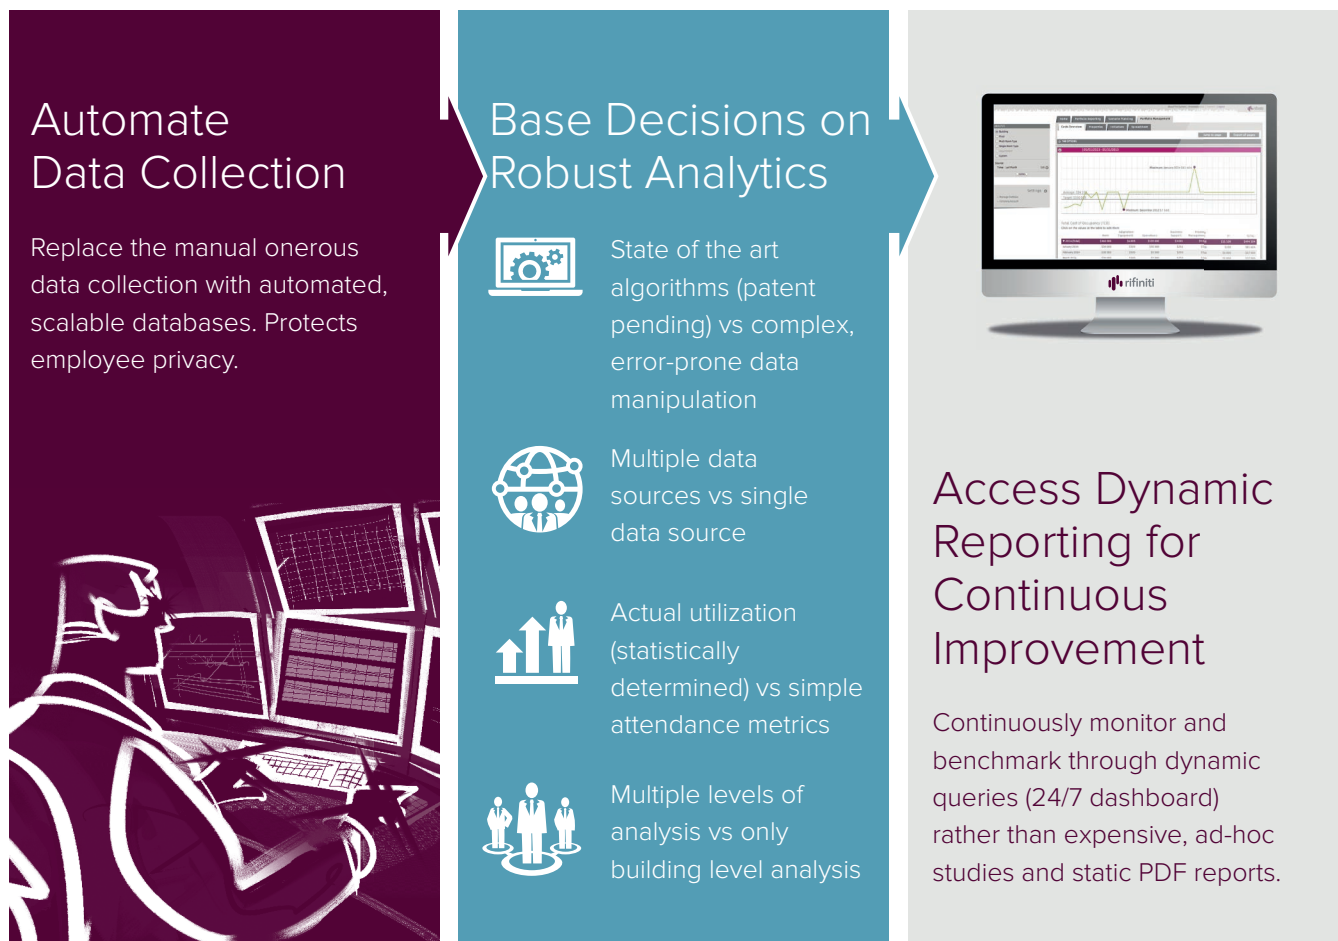 Automate
Data Collection
Replace the manual onerous
data collection with automated,
scalable databases. Protects
employee privacy.
Base Decisions on
Robust Analytics
State of the art
algorithms (patent
pending) vs complex,
error-prone data
manipulation
Multiple data
sources vs single
data source
Actual utilization
(statistically
determined) vs simple
attendance metrics
Multiple levels of
analysis vs only
building level analysis
rifiniti
Access Dynamic
Reporting for
Continuous
Improvement
Continuously monitor and
benchmark through dynamic
queries (24/7 dashboard)
rather than expensive, ad-hoc
studies and static PDF reports.